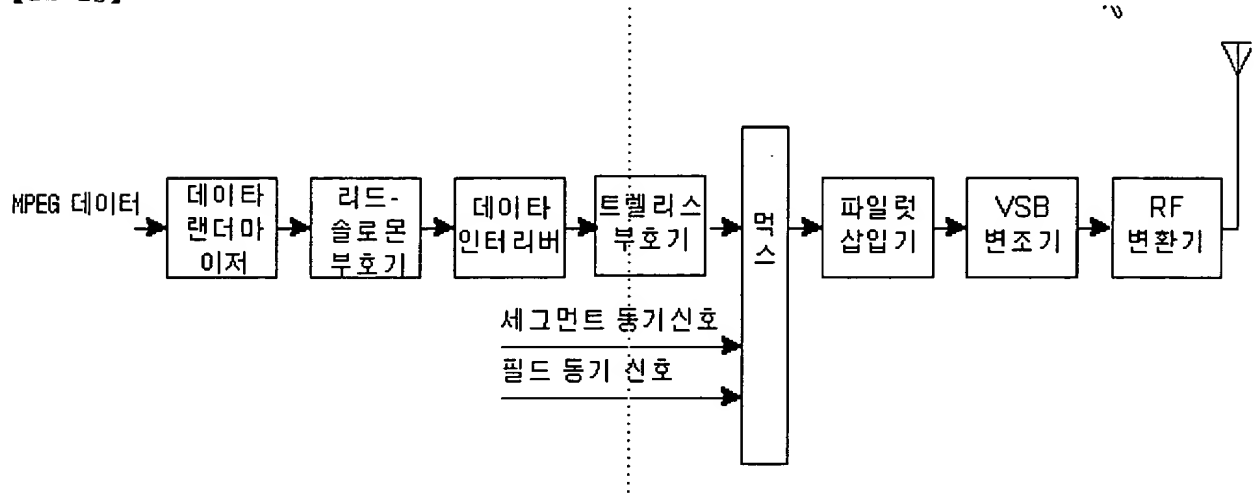 MPEG 데이터
데이타
랜더마
이저
리드-
솔로몬
부호기
데이타
인터리버
트렐리스
부호기
먹
스
파일럿
삽입기
VSB
변조기
RF
변환기
세그먼트 동기신호
필드 동기 신호